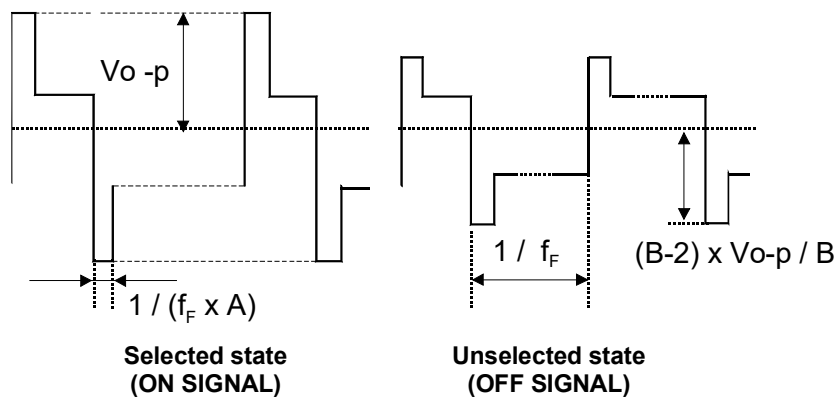 Vo -p
1 / (fF x A)
Selected state
(ON SIGNAL)
1 / fF
(B-2) x Vo-p / B
Unselected state
(OFF SIGNAL)